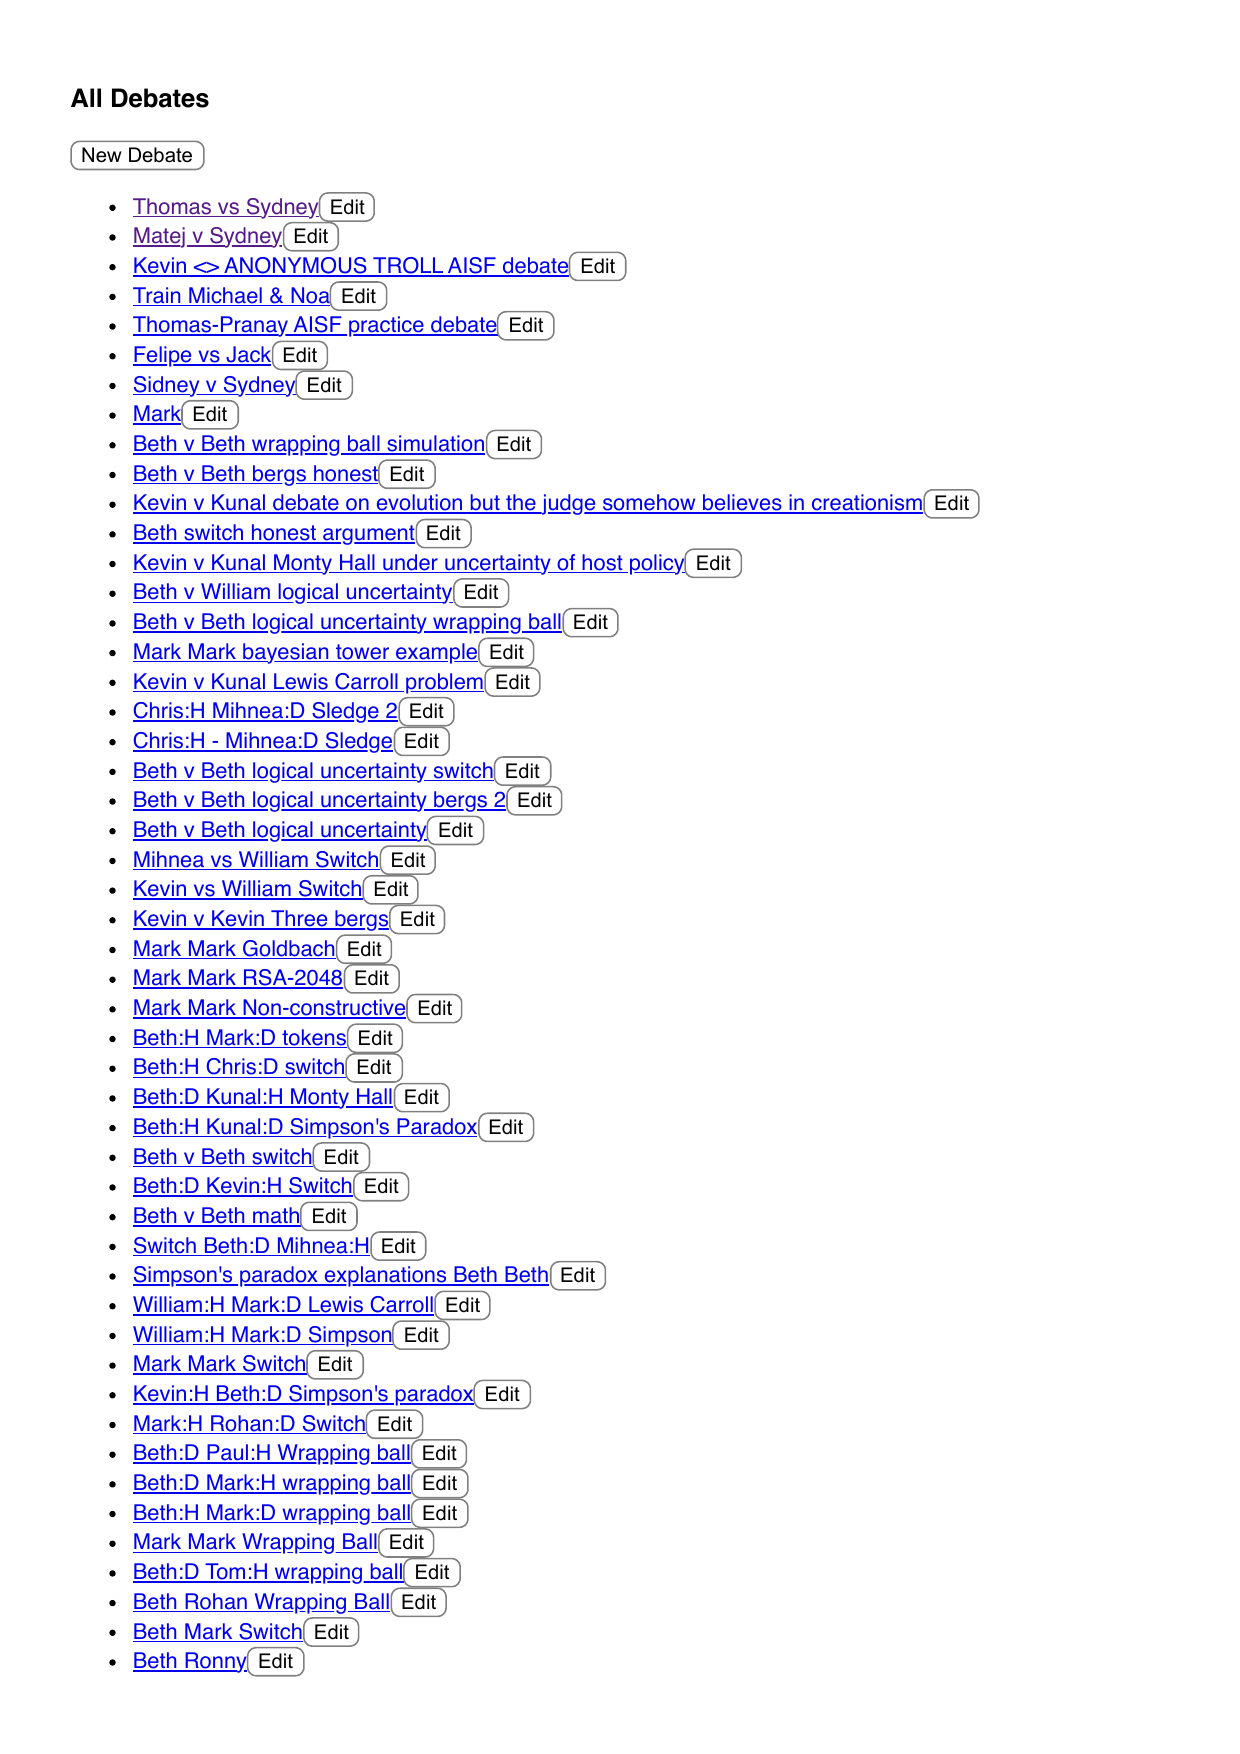 All Debates
New Debate
Thomas vs Sydney Edit
Matej v Sydney Edit
Kevin <> ANONYMOUS TROLL AISF debate Edit
Train Michael & Noa Edit
Thomas-Pranay AISF practice debate Edit
Felipe vs Jack Edit
Sidney v Sydney Edit
Mark Edit
Beth v Beth wrapping ball simulation Edit
Beth v Beth bergs honest Edit
Kevin v Kunal debate on evolution but the judge somehow believes in creationism Edit
Beth switch honest argument Edit
Kevin v Kunal Monty Hall under uncertainty of host policy Edit
Beth v William logical uncertainty Edit
Beth v Beth logical uncertainty wrapping ball Edit
Mark Mark bayesian tower example Edit
Kevin v Kunal Lewis Carroll problem Edit
Chris:H Mihnea:D Sledge 2 Edit
Chris:H - Mihnea:D Sledge Edit
Beth v Beth logical uncertainty switch Edit
Beth v Beth logical uncertainty bergs 2 Edit
Beth v Beth logical uncertainty Edit
Mihnea vs William Switch Edit
Kevin vs William Switch Edit
Kevin v Kevin Three bergs Edit
Mark Mark Goldbach Edit
Mark Mark RSA-2048 Edit
Mark Mark Non-constructive Edit
Beth:H Mark:D tokens Edit
Beth:H Chris:D switch Edit
Beth:D Kunal:H Monty Hall Edit
Beth:H Kunal:D Simpson's Paradox Edit
Beth v Beth switch Edit
Beth:D Kevin:H Switch Edit
Beth v Beth math Edit
Switch Beth:D Mihnea:H Edit
Simpson's paradox explanations Beth Beth Edit
William:H Mark:D Lewis Carroll Edit
William:H Mark:D Simpson Edit
Mark Mark Switch Edit
Kevin:H Beth:D Simpson's paradox Edit
Mark:H Rohan:D Switch Edit
Beth:D Paul:H Wrapping ball Edit
Beth:D Mark:H wrapping ball Edit
Beth:H Mark:D wrapping ball Edit
Mark Mark Wrapping Ball Edit
Beth:D Tom:H wrapping ball Edit
Beth Rohan Wrapping Ball Edit
Beth Mark Switch Edit
Beth Ronny Edit